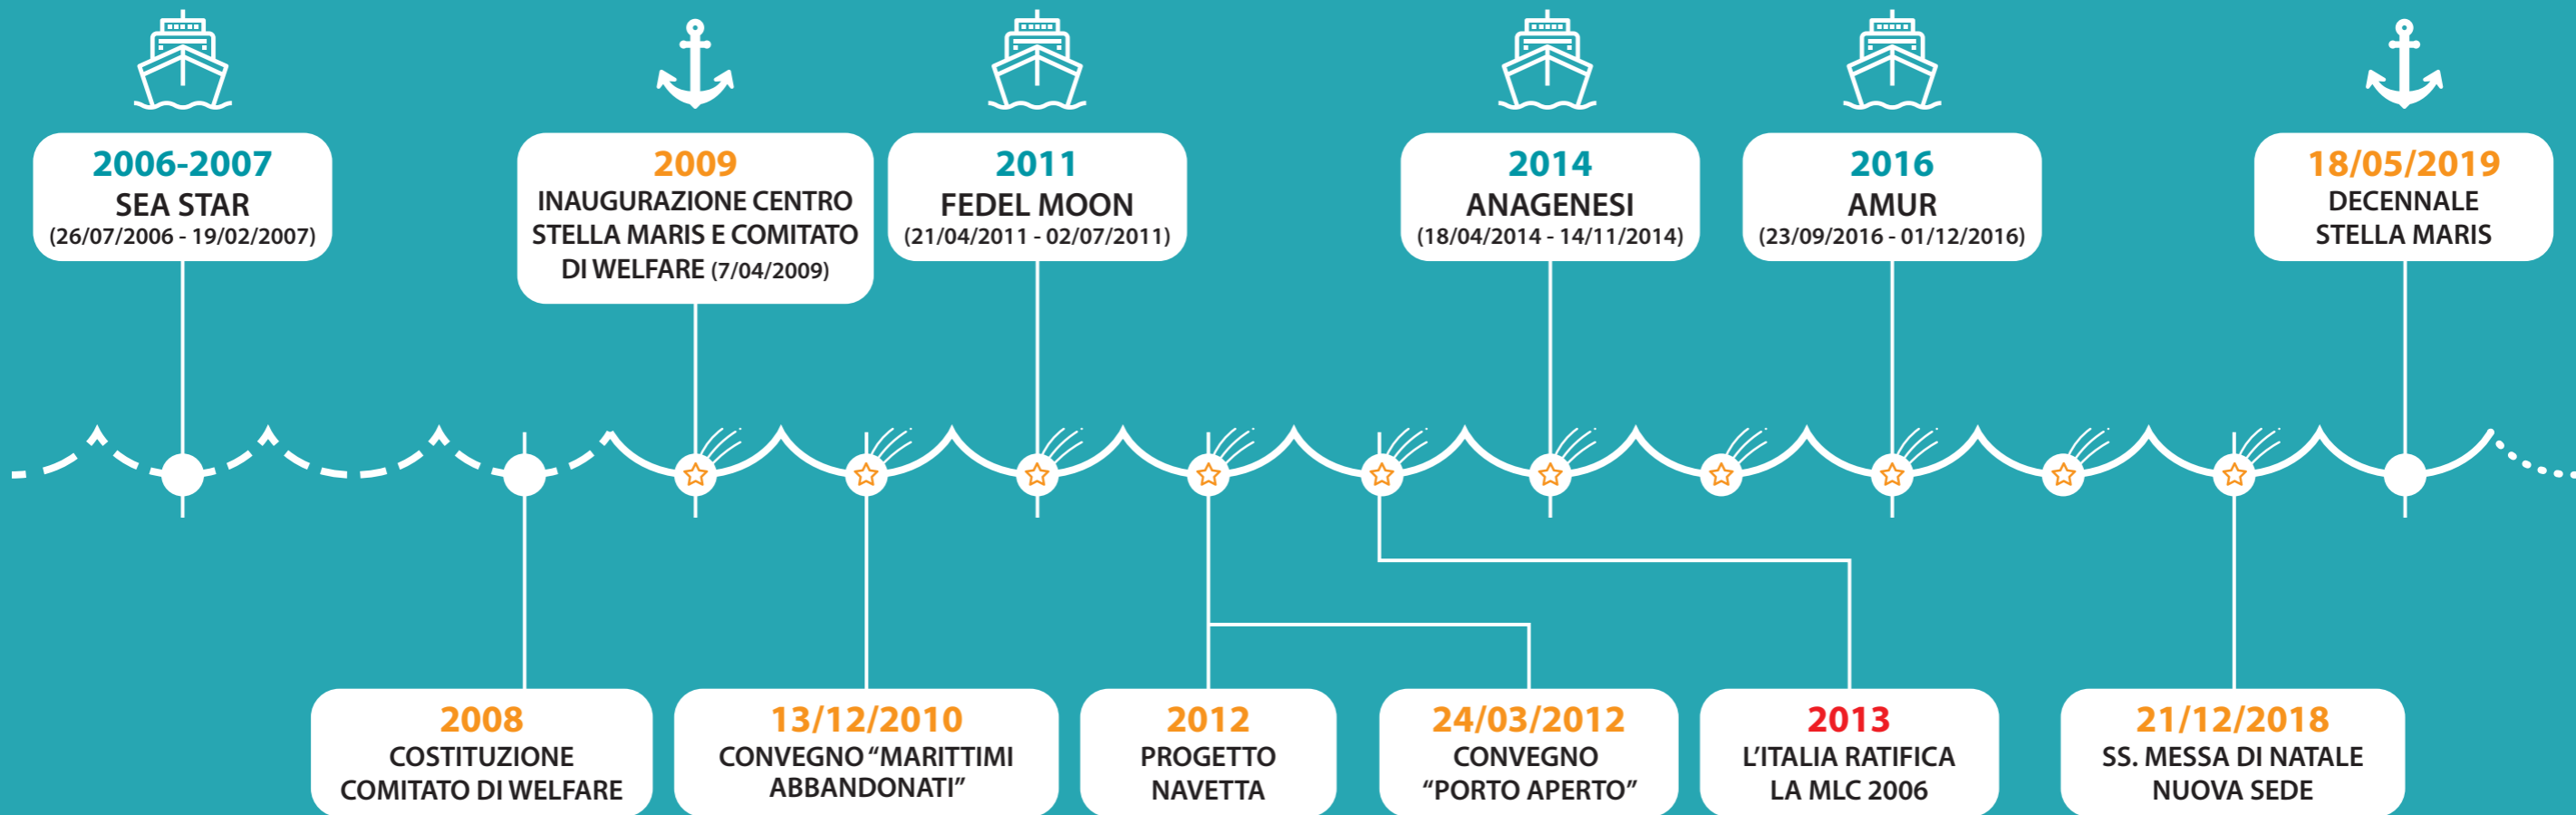 2006-2007
SEA STAR
(26/07/2006 - 19/02/2007)
2009
INAUGURAZIONE CENTRO
STELLA MARIS E COMITATO
DI WELFARE (7/04/2009)
2011
FEDEL MOON
(21/04/2011 - 02/07/2011)
2014
ANAGENESI
(18/04/2014 - 14/11/2014)
2016
AMUR
(23/09/2016 - 01/12/2016)
18/05/2019
DECENNALE
STELLA MARIS
2008
COSTITUZIONE
COMITATO DI WELFARE
13/12/2010
CONVEGNO “MARITTIMI
ABBANDONATI”
2012
PROGETTO
NAVETTA
24/03/2012
CONVEGNO
“PORTO APERTO”
2013
L’ITALIA RATIFICA
LA MLC 2006
21/12/2018
SS. MESSA DI NATALE
NUOVA SEDE